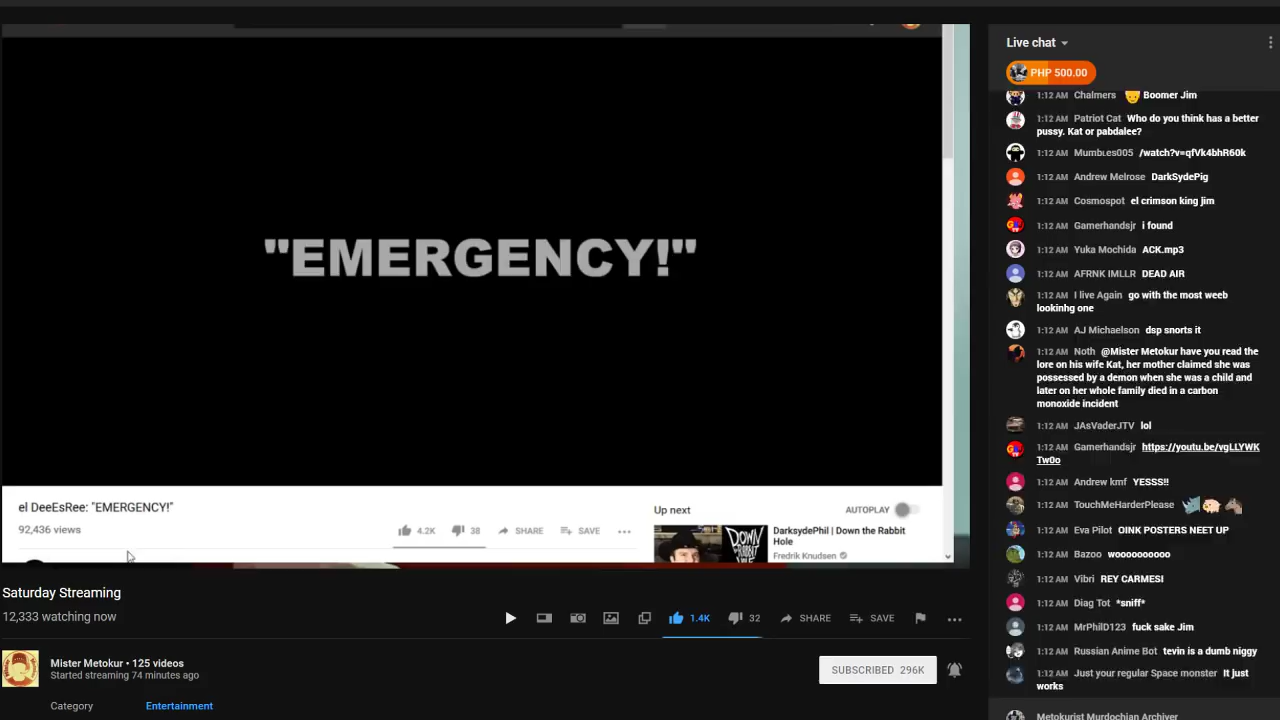 "EMERGENCY!"
el DeeEsRee: "EMERGENCY!"
92,436 views
4.2K
38
SHARE
SAVE
Up next
AUTOPLAY
DarksydePhil | Down the Rabbit
Hole
Fredrik Knudsen
DOWN
Saturday Streaming
12,333 watching now
1.4K
32
SHARE
SAVE
Mister Metokur • 125 videos
Started streaming 74 minutes ago
SUBSCRIBED 296K
Category
Entertainment
Live chat
PHP 500.00
1:12 AM Chalmers Boomer Jim
1:12 AM Patriot Cat Who do you think has a better
pussy. Kat or pabdalee?
1:12 AM Mumbles005 /watch?v=qfVk4bhR60k
1:12 AM Andrew Melrose DarkSydePig
1:12 AM Cosmospot el crimson king jim
1:12 AM Gamerhandsjr i found
1:12 AM Yuka Mochida ACK.mp3
1:12 AM AFRNK IMLLR DEAD AIR
1:12 AM I live Again go with the most weeb
lookinhg one
1:12 AM AJ Michaelson dsp snorts it
1:12 AM Noth @Mister Metokur have you read the
lore on his wife Kat, her mother claimed she was
possessed by a demon when she was a child and
later on her whole family died in a carbon
monoxide incident
1:12 AM JAsVaderJTV lol
1:12 AM Gamerhandsjr https://youtu.be/vgLLYWK
Tw0o
1:12 AM Andrew kmf YESSS!!
1:12 AM TouchMeHarderPlease
1:12 AM Eva Pilot OINK POSTERS NEET UP
1:12 AM Bazoo woooooooooo
1:12 AM Vibri REY CARMESI
1:12 AM Diag Tot *sniff*
1:12 AM MrPhilD123 fuck sake Jim
1:12 AM Russian Anime Bot tevin is a dumb niggy
1:12 AM Just your regular Space monster It just
works
Metokurist Murdochian Archiver